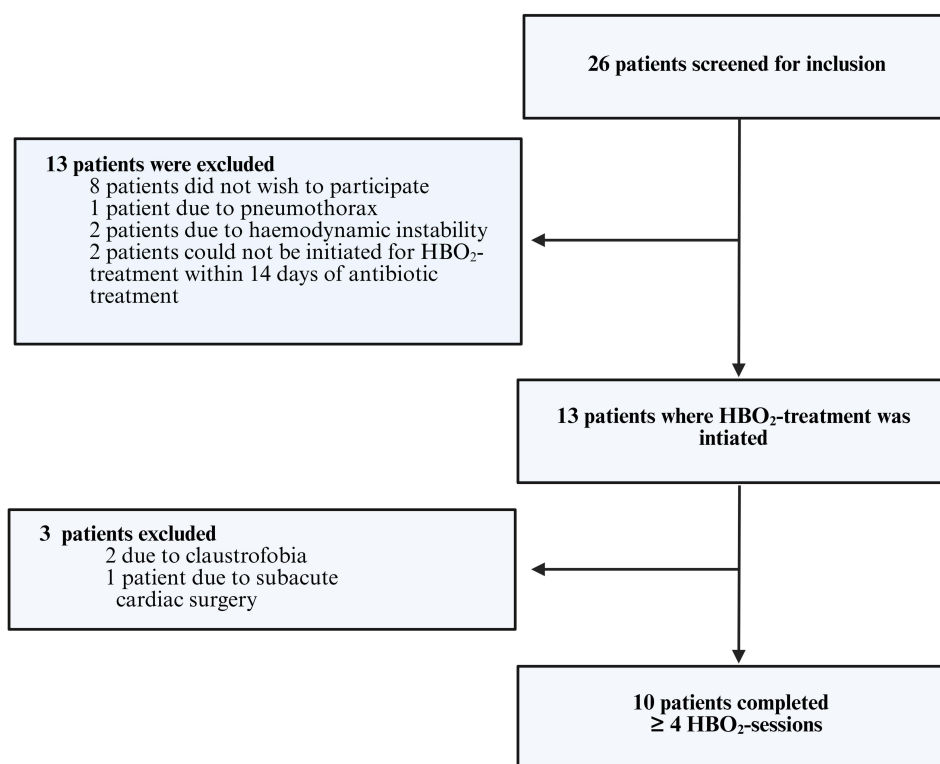 26 patients screened for inclusion
13 patients were excluded
8 patients did not wish to participate
1 patient due to pneumothorax
2 patients due to haemodynamic instability
2 patients could not be initiated for HBO₂-
treatment within 14 days of antibiotic
treatment
13 patients where HBO₂-treatment was
intiated
3 patients excluded
2 due to claustrofobia
1 patient due to subacute
cardiac surgery
10 patients completed
≥ 4 HBO₂-sessions